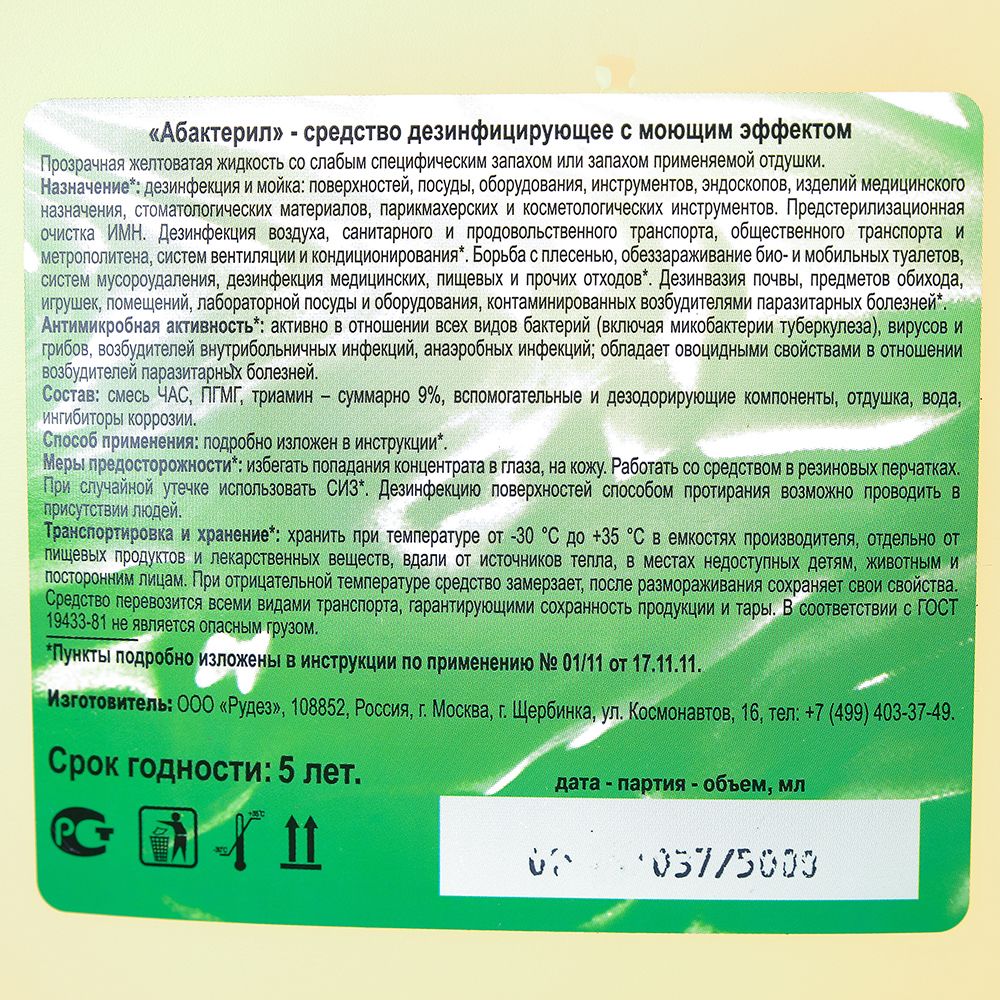 «Абактерил» - средство дезинфицирующее с моющим эффектом
Прозрачная желтоватая жидкость со слабым специфическим запахом или запахом применяемой отдушки.
Назначение*: дезинфекция и мойка: поверхностей, посуды, оборудования, инструментов, эндоскопов, изделий медицинского
назначения, стоматологических материалов, парикмахерских и косметологических инструментов. Предстерилизационная
очистка ИМН. Дезинфекция воздуха, санитарного и продовольственного транспорта, общественного транспорта и
метрополитена, систем вентиляции и кондиционирования*. Борьба с плесенью, обеззараживание био- и мобильных туалетов,
систем мусороудаления, дезинфекция медицинских, пищевых и прочих отходов*. Дезинвазия почвы, предметов обихода,
игрушек, помещений, лабораторной посуды и оборудования, контаминированных возбудителями паразитарных болезней*.
Антимикробная активность*: активно в отношении всех видов бактерий (включая микобактерии туберкулеза), вирусов и
грибов, возбудителей внутрибольничных инфекций, анаэробных инфекций; обладает овоцидными свойствами в отношении
возбудителей паразитарных болезней.
Состав: смесь ЧАС, ПГМГ, триамин – суммарно 9%, вспомогательные и дезодорирующие компоненты, отдушка, вода,
ингибиторы коррозии.
Способ применения: подробно изложен в инструкции*.
Меры предосторожности*: избегать попадания концентрата в глаза, на кожу. Работать со средством в резиновых перчатках.
При случайной утечке использовать СИЗ*. Дезинфекцию поверхностей способом протирания возможно проводить в
присутствии людей.
Транспортировка и хранение*: хранить при температуре от -30 °С до +35 °С в емкостях производителя, отдельно от
пищевых продуктов и лекарственных веществ, вдали от источников тепла, в местах недоступных детям, животным и
посторонним лицам. При отрицательной температуре средство замерзает, после размораживания сохраняет свои свойства.
Средство перевозится всеми видами транспорта, гарантирующими сохранность продукции и тары. В соответствии с ГОСТ
19433-81 не является опасным грузом.
*Пункты подробно изложены в инструкции по применению № 01/11 от 17.11.11.
Изготовитель: ООО «Рудез», 108852, Россия, г. Москва, г. Щербинка, ул. Космонавтов, 16, тел: +7 (499) 403-37-49.
Срок годности: 5 лет.
дата - партия - объем, мл
РСТ
+35°С
-30°С
037/5000